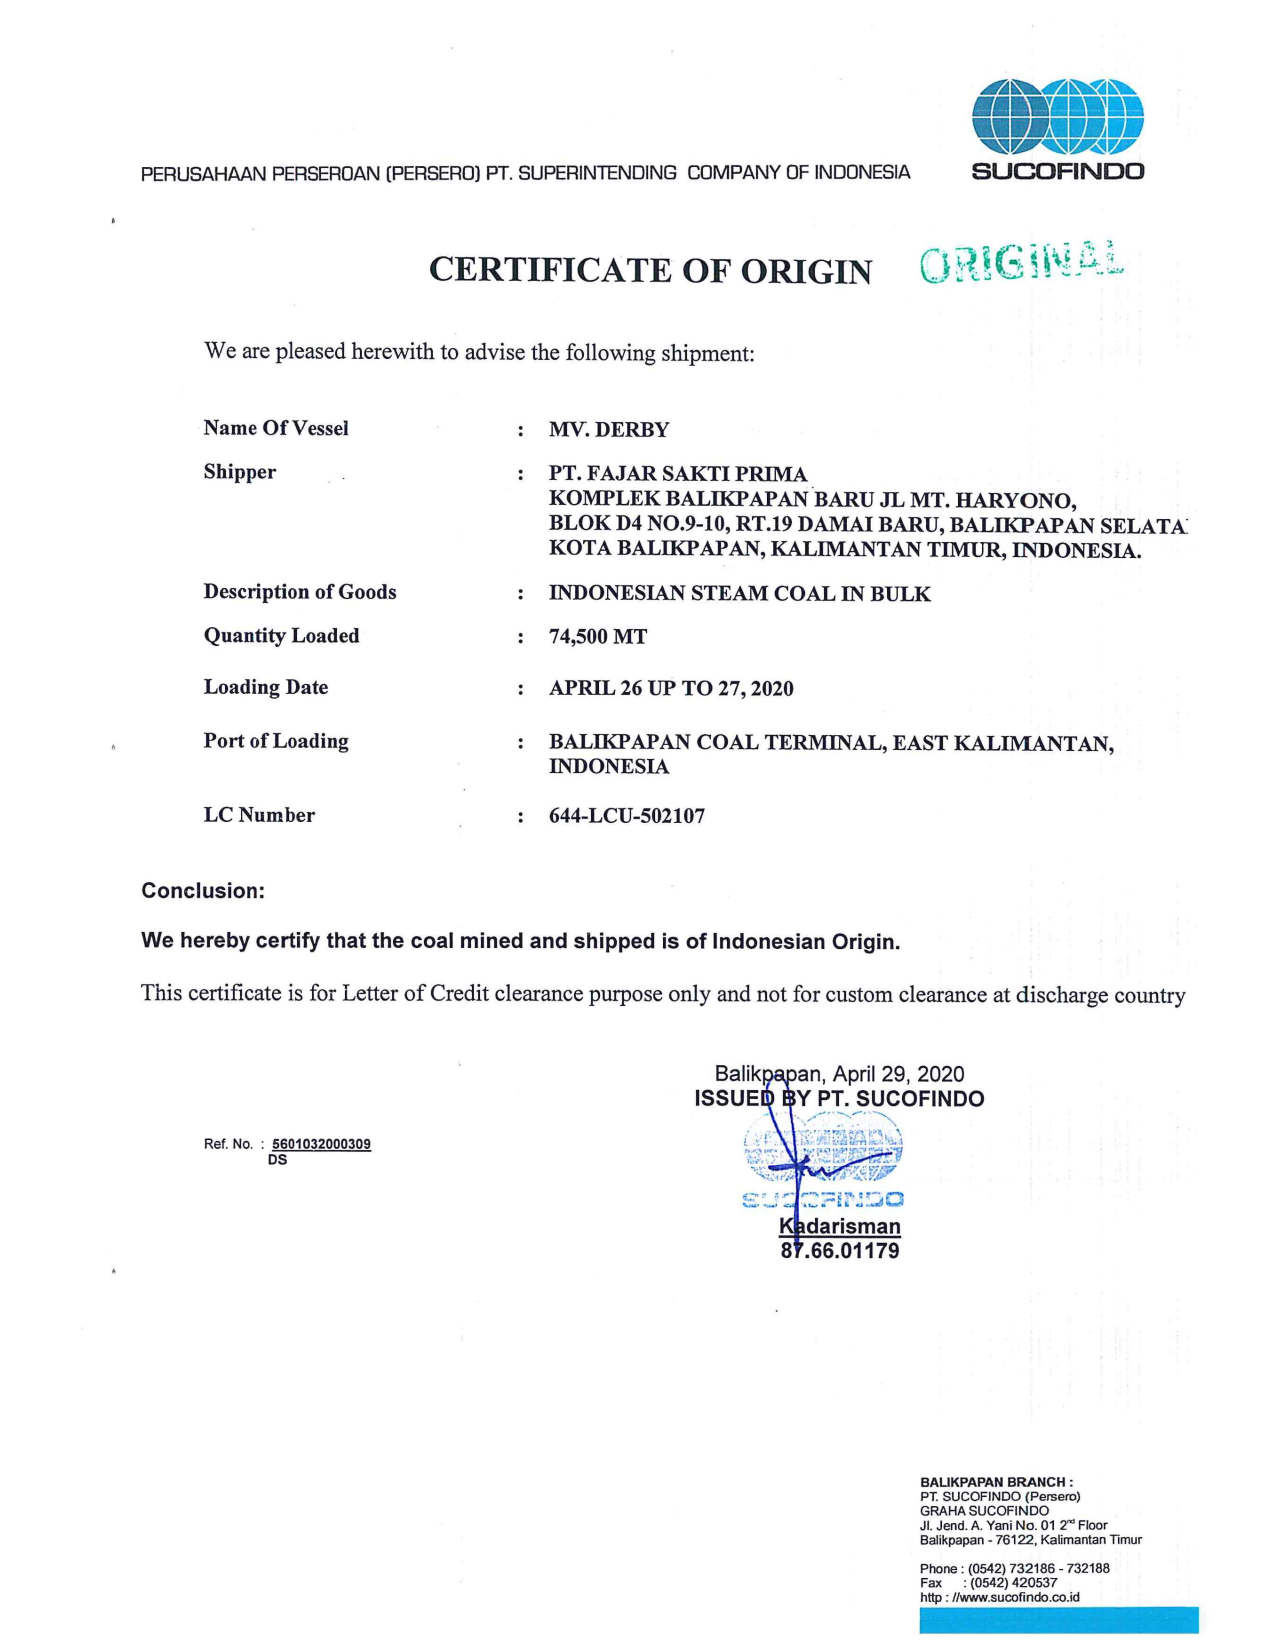 SUCOFINDO
PERUSAHAAN PERSEROAN (PERSERO) PT. SUPERINTENDING COMPANY OF INDONESIA
CERTIFICATE OF ORIGIN
ORIGINAL
We are pleased herewith to advise the following shipment:
Name Of Vessel : MV. DERBY
Shipper : PT. FAJAR SAKTI PRIMA
KOMPLEK BALIKPAPAN BARU JL MT. HARYONO,
BLOK D4 NO.9-10, RT.19 DAMAI BARU, BALIKPAPAN SELATA
KOTA BALIKPAPAN, KALIMANTAN TIMUR, INDONESIA.
Description of Goods : INDONESIAN STEAM COAL IN BULK
Quantity Loaded : 74,500 MT
Loading Date : APRIL 26 UP TO 27, 2020
Port of Loading : BALIKPAPAN COAL TERMINAL, EAST KALIMANTAN,
INDONESIA
LC Number : 644-LCU-502107
Conclusion:
We hereby certify that the coal mined and shipped is of Indonesian Origin.
This certificate is for Letter of Credit clearance purpose only and not for custom clearance at discharge country
Balikpapan, April 29, 2020
ISSUED BY PT. SUCOFINDO
Ref. No. : 5601032000309
DS
SUCOFINDO
Kadarisman
87.66.01179
BALIKPAPAN BRANCH :
PT. SUCOFINDO (Persero)
GRAHA SUCOFINDO
Jl. Jend. A. Yani No. 01 2nd Floor
Balikpapan - 76122, Kalimantan Timur
Phone : (0542) 732186 - 732188
Fax : (0542) 420537
http : //www.sucofindo.co.id